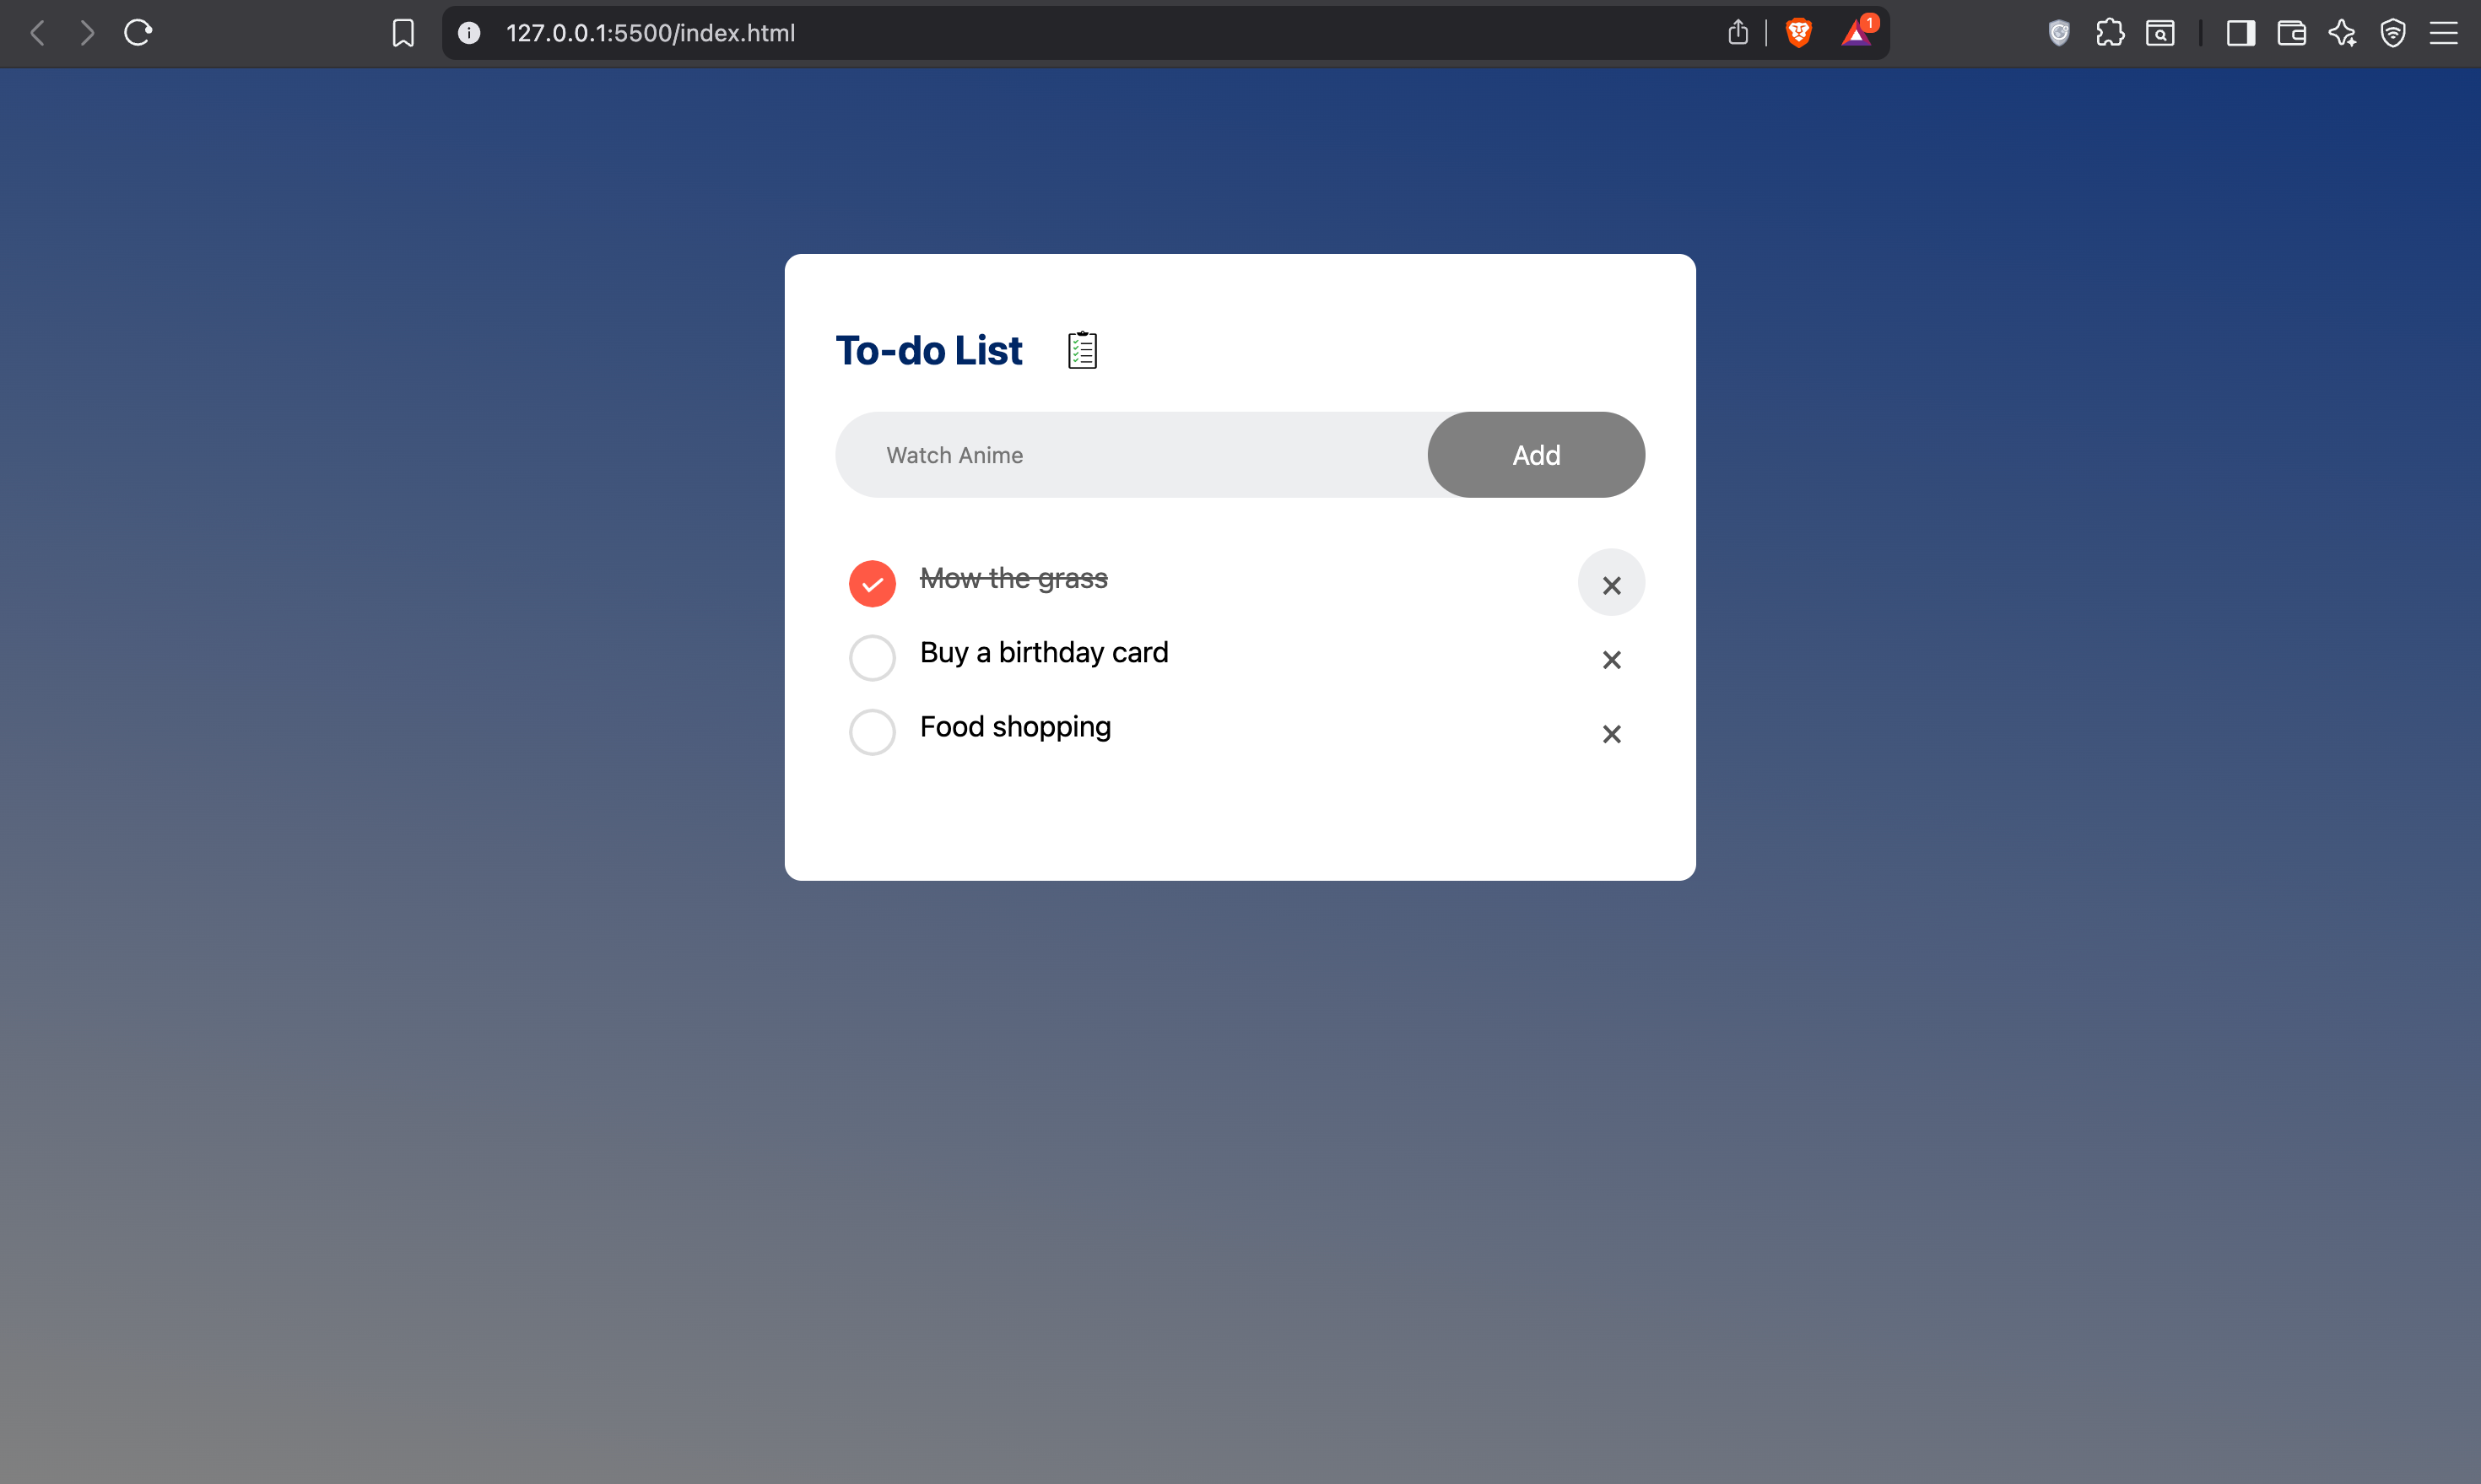 127.0.0.1:5500/index.html
1
To-do List
Watch Anime
Add
Mow the grass
Buy a birthday card
Food shopping